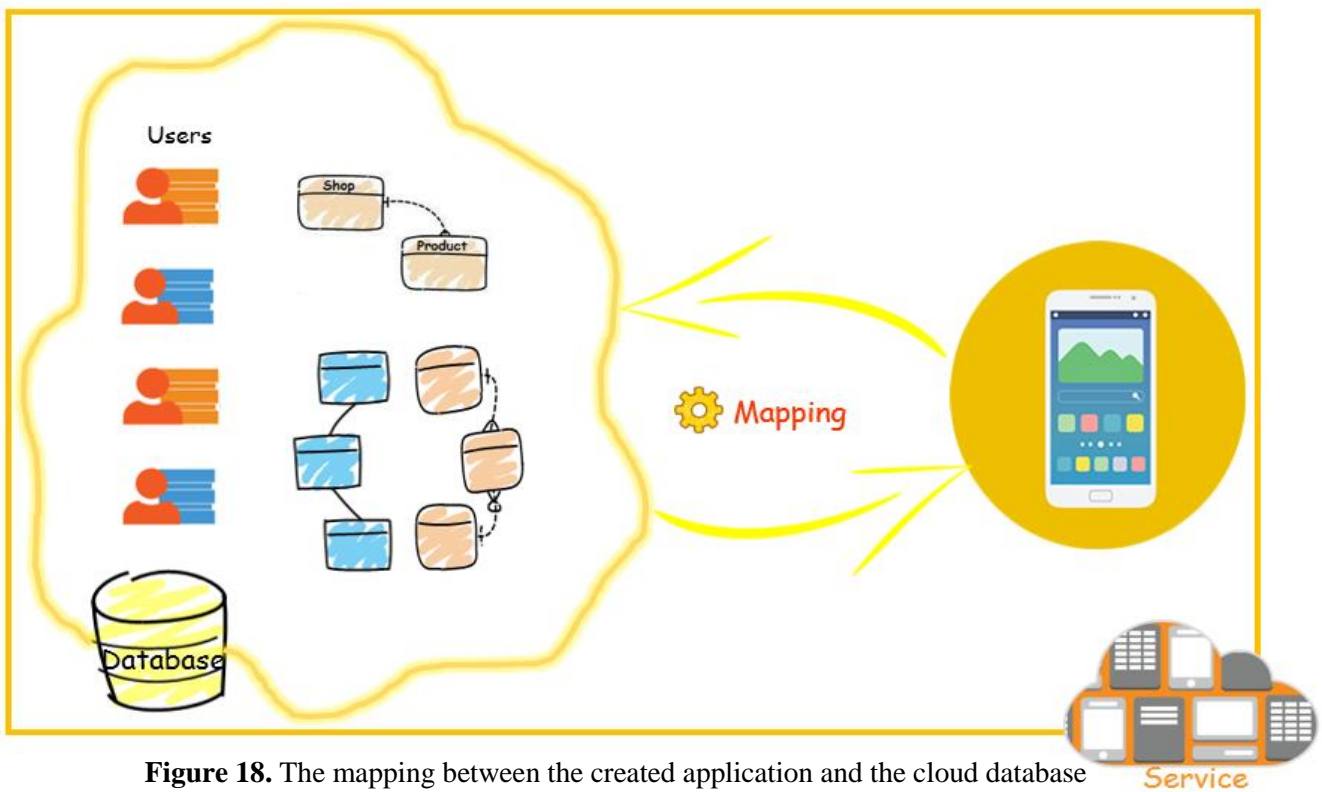 Users
Shop
Product
Mapping
Database
Service
Figure 18. The mapping between the created application and the cloud database